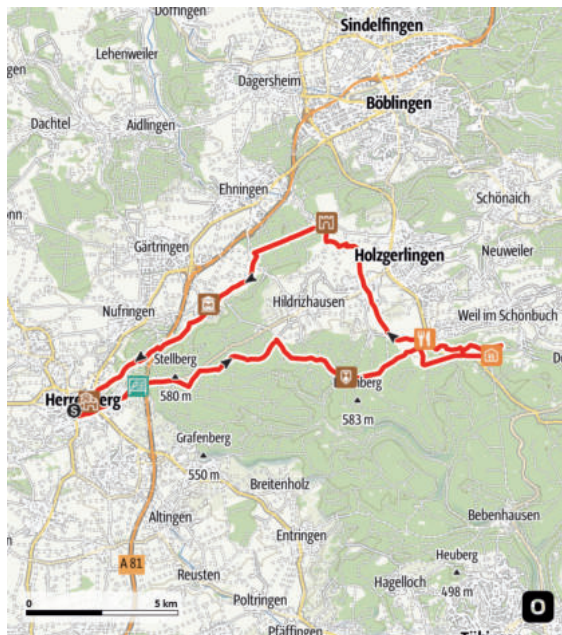 Döffingen
Sindelfingen
Lehenweiler
Dagersheim
Böblingen
Dachtel
Aidlingen
Ehningen
Schönaich
Gärtringen
Holzgerlingen
Neuweiler
Nufringen
Hildrizhausen
Weil im Schönbuch
Stellberg
580 m
583 m
S
Grafenberg
550 m
Breitenholz
Altingen
Entringen
Bebenhausen
A 81
Heuberg
498 m
Reusten
Hagelloch
Poltringen
0
5 km
Pfäffingen
O